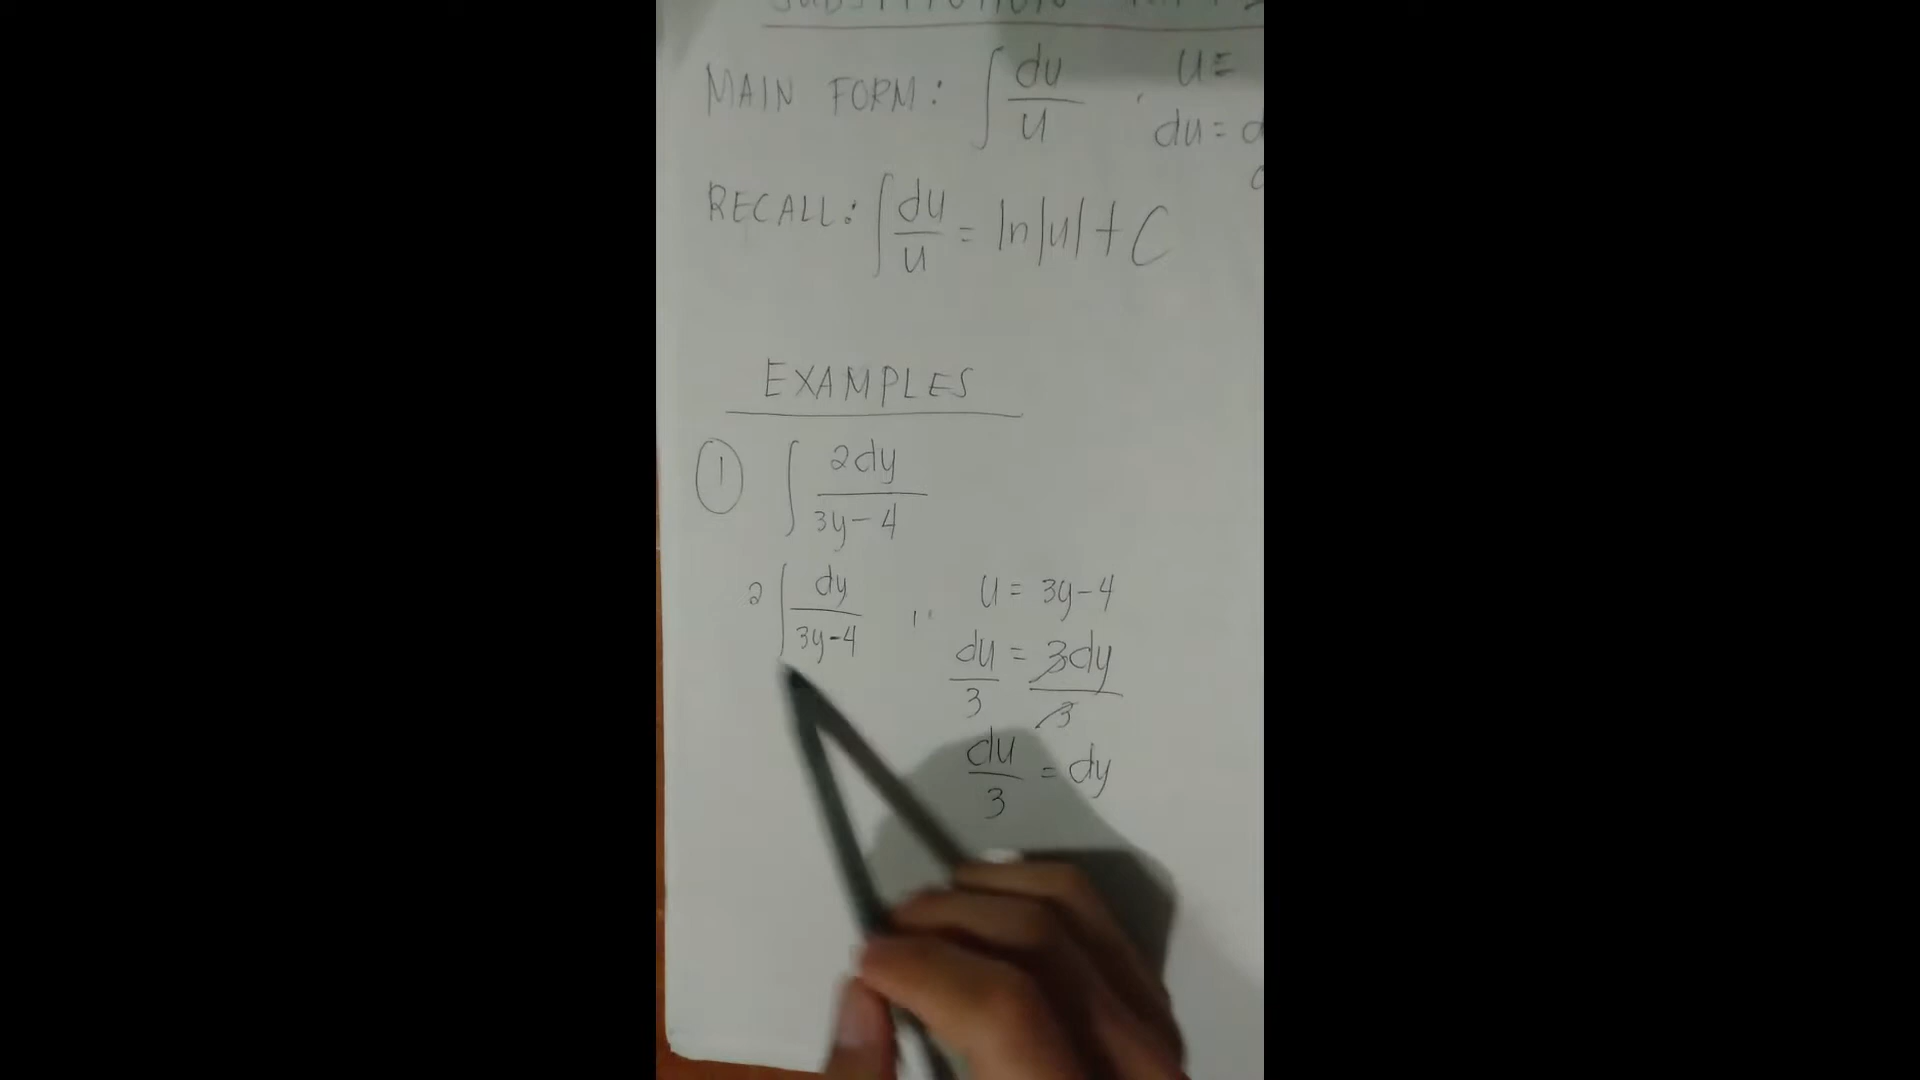 MAIN FORM: ∫ du/u , u =
du = d
RECALL: ∫ du/u = ln|u| + C
EXAMPLES
① ∫ 2dy/(3y-4)
2 ∫ dy/(3y-4) u = 3y-4
du/3 = 3dy/3
du/3 = dy